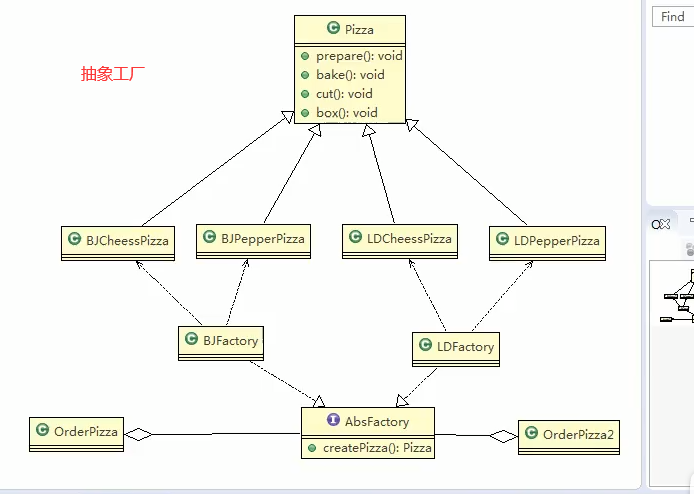 Find
抽象工厂
Pizza
prepare(): void
bake(): void
cut(): void
box(): void
BJCheessPizza
BJPepperPizza
LDCheessPizza
LDPepperPizza
BJFactory
LDFactory
OrderPizza
AbsFactory
createPizza(): Pizza
OrderPizza2